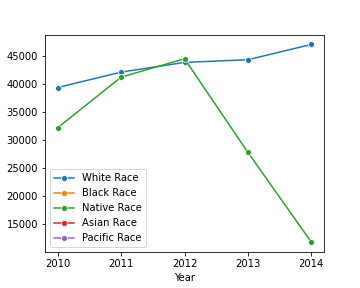 45000
40000
35000
30000
25000
20000
15000
White Race
Black Race
Native Race
Asian Race
Pacific Race
2010 2011 2012 2013 2014
Year